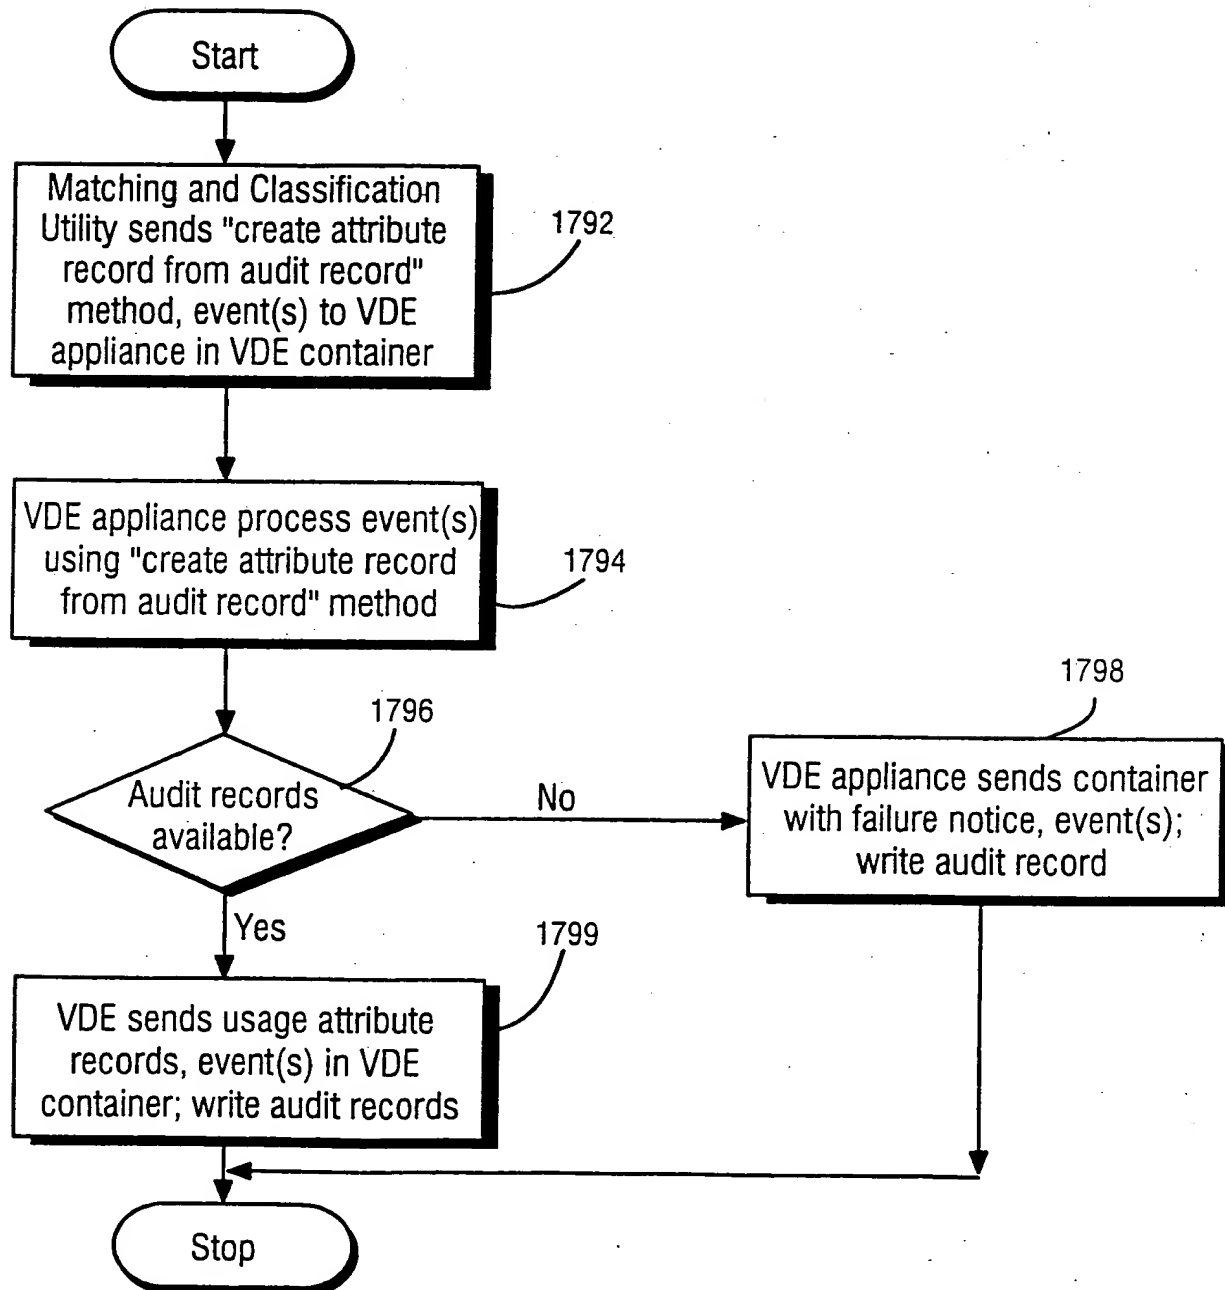 Start
Matching and Classification
Utility sends "create attribute
record from audit record"
method, event(s) to VDE
appliance in VDE container
1792
VDE appliance process event(s)
using "create attribute record
from audit record" method
1794
1796
Audit records
available?
No
Yes
1798
VDE appliance sends container
with failure notice, event(s);
write audit record
1799
VDE sends usage attribute
records, event(s) in VDE
container; write audit records
Stop